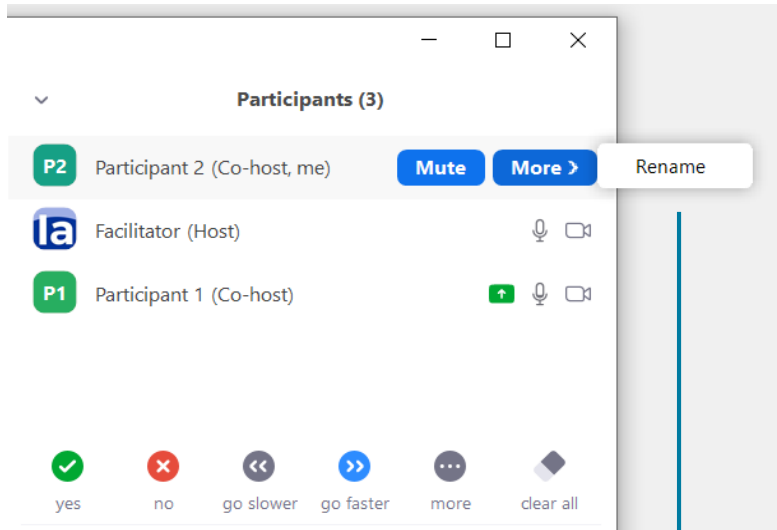 Participants (3)
P2 Participant 2 (Co-host, me) Mute More Rename
la Facilitator (Host)
P1 Participant 1 (Co-host)
yes no go slower go faster more clear all